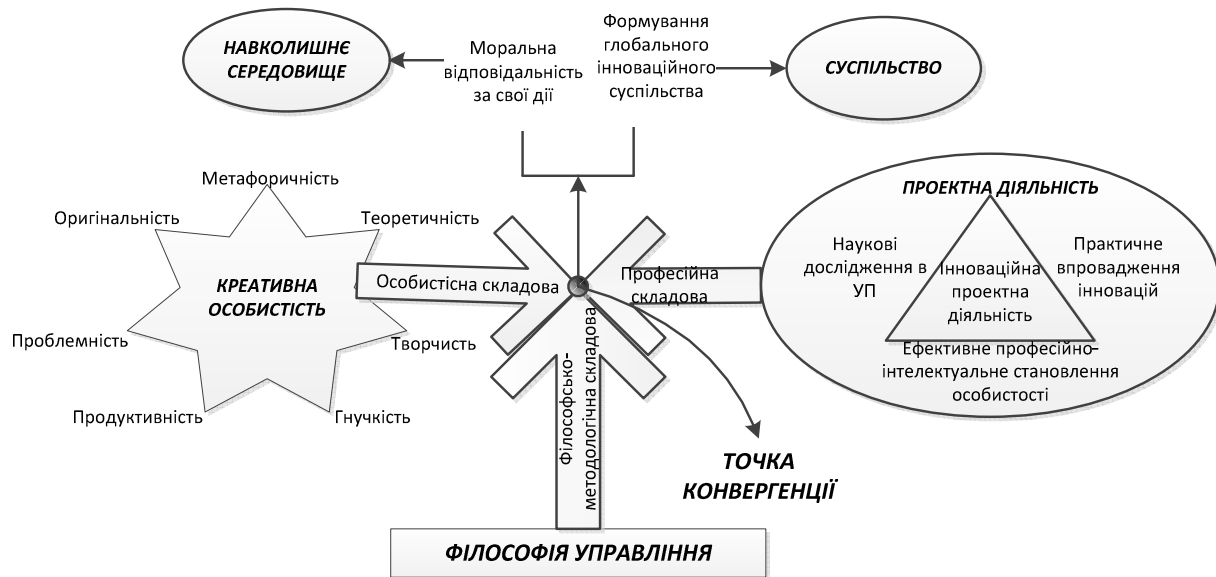 НАВКОЛИШНЄ
СЕРЕДОВИЩЕ
Моральна
відповідальність
за свої дії
Формування
глобального
інноваційного
суспільства
СУСПІЛЬСТВО
Метафоричність
Оригінальність
Теоретичність
КРЕАТИВНА
ОСОБИСТІСТЬ
Проблемність
Творчисть
Продуктивність
Гнучкість
Особистісна складова
Професійна
складова
Філософсько-
методологічна складова
ПРОЕКТНА ДІЯЛЬНІСТЬ
Наукові
дослідження в
УП
Інноваційна
проектна
діяльність
Практичне
впровадження
інновацій
Ефективне професійно-
інтелектуальне становлення
особистості
ТОЧКА
КОНВЕРГЕНЦІЇ
ФІЛОСОФІЯ УПРАВЛІННЯ